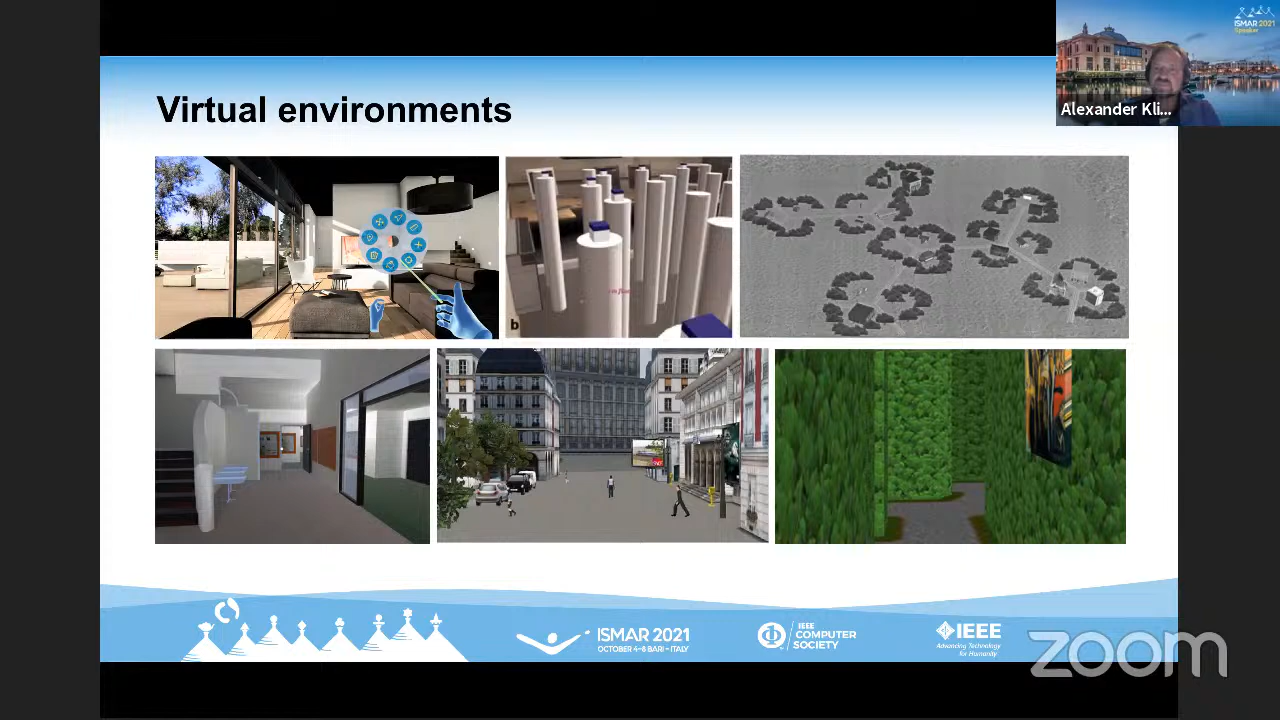 ISMAR 2021
Speaker
Alexander Kli...
Virtual environments
b
ISMAR 2021
OCTOBER 4-8 BARI - ITALY
IEEE
COMPUTER
SOCIETY
IEEE
Advancing Technology
for Humanity
zoom